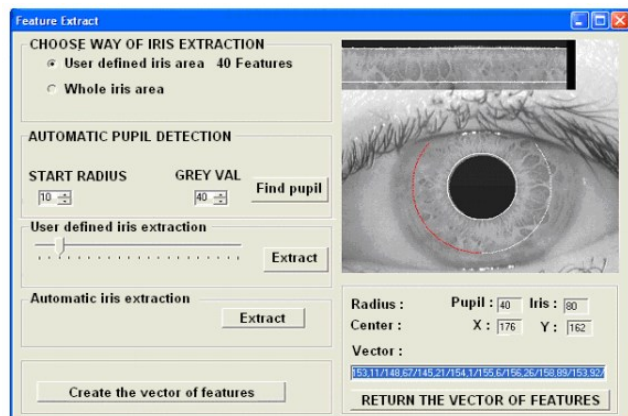 Feature Extract
CHOOSE WAY OF IRIS EXTRACTION
User defined iris area 40 Features
Whole iris area
AUTOMATIC PUPIL DETECTION
START RADIUS GREY VAL
10 40 Find pupil
User defined iris extraction
Extract
Automatic iris extraction
Extract
Create the vector of features
Radius : Pupil : 40 Iris : 80
Center : X : 176 Y : 162
Vector :
153,11/148,67/145,21/154,1/155,6/156,26/158,89/153,92/
RETURN THE VECTOR OF FEATURES